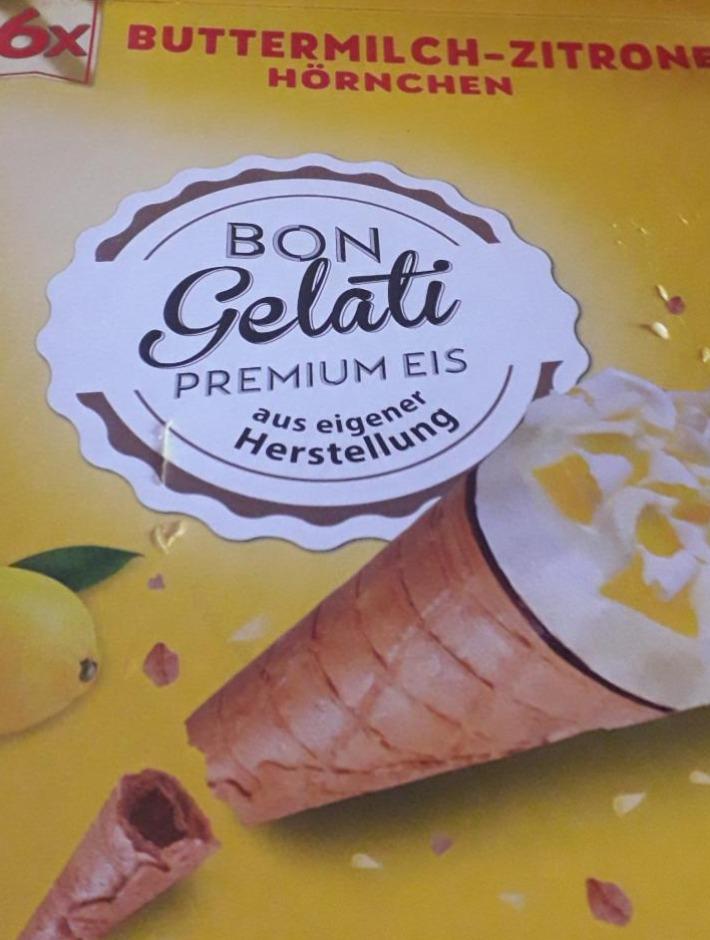 6x
BUTTERMILCH-ZITRONE
HÖRNCHEN
BON
Gelati
PREMIUM EIS
aus eigener
Herstellung